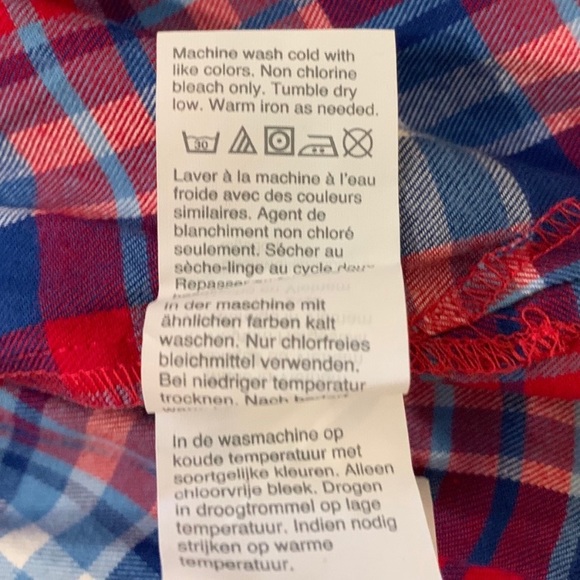 Machine wash cold with
like colors. Non chlorine
bleach only. Tumble dry
low. Warm iron as needed.
30
Laver à la machine à l'eau
froide avec des couleurs
similaires. Agent de
blanchiment non chloré
seulement. Sécher au
sèche-linge au cycle doux
Repasser
In der maschine mit
ähnlichen farben kalt
waschen. Nur chlorfreies
bleichmittel verwenden.
Bei niedriger temperatur
trocknen. Nach
In de wasmachine op
koude temperatuur met
soortgelijke kleuren. Alleen
chloorvrije bleek. Drogen
in droogtrommel op lage
temperatuur. Indien nodig
strijken op warme
temperatuur.